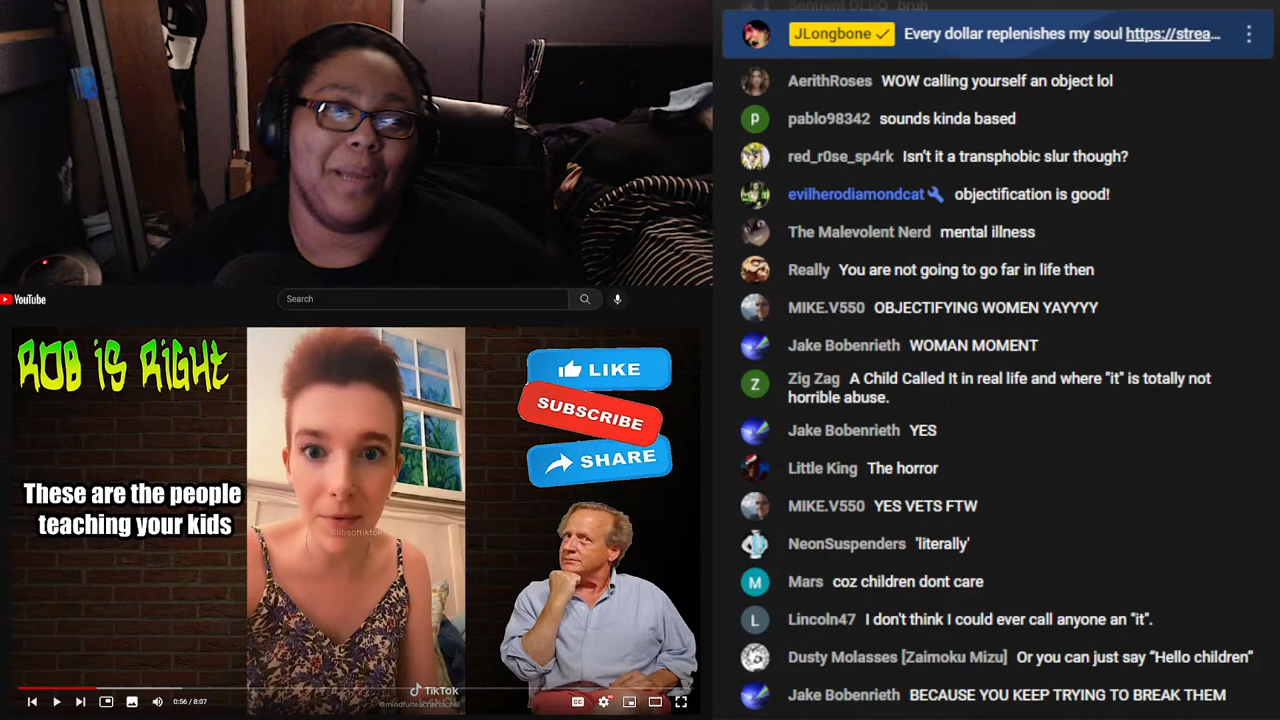 Sentient OLDO bruh
JLongbone ✓ Every dollar replenishes my soul https://strea...
AerithRoses WOW calling yourself an object lol
P pablo98342 sounds kinda based
red_r0se_sp4rk Isn't it a transphobic slur though?
evilherodiamondcat objectification is good!
The Malevolent Nerd mental illness
Really You are not going to go far in life then
MIKE.V550 OBJECTIFYING WOMEN YAYYYY
Jake Bobenrieth WOMAN MOMENT
Z Zig Zag A Child Called It in real life and where "it" is totally not
horrible abuse.
Jake Bobenrieth YES
Little King The horror
MIKE.V550 YES VETS FTW
NeonSuspenders 'literally'
M Mars coz children dont care
L Lincoln47 I don't think I could ever call anyone an "it".
Dusty Molasses [Zaimoku Mizu] Or you can just say “Hello children”
Jake Bobenrieth BECAUSE YOU KEEP TRYING TO BREAK THEM
YouTube
Search
ROB iS RiGHT
These are the people
teaching your kids
LIKE
SUBSCRIBE
SHARE
@libsoftiktok
TikTok
0:56 / 8:07